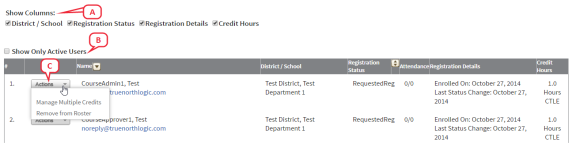 Show Columns:
A
District / School Registration Status Registration Details Credit Hours
B
Show Only Active Users
C
# Name District / School Registration Status Attendance Registration Details Credit Hours
1. Actions CourseAdmin1, Test Test District, Test Department 1 RequestedReg 0/0 Enrolled On: October 27, 2014 1.0 Hours CTLE
@truenorthlogic.com Last Status Change: October 27, 2014
Manage Multiple Credits
Remove from Roster
2. Actions CourseApprover1, Test Test District, Test Department 1 RequestedReg 0/0 Enrolled On: October 27, 2014 1.0 Hours CTLE
noreply@truenorthlogic.com Last Status Change: October 27, 2014